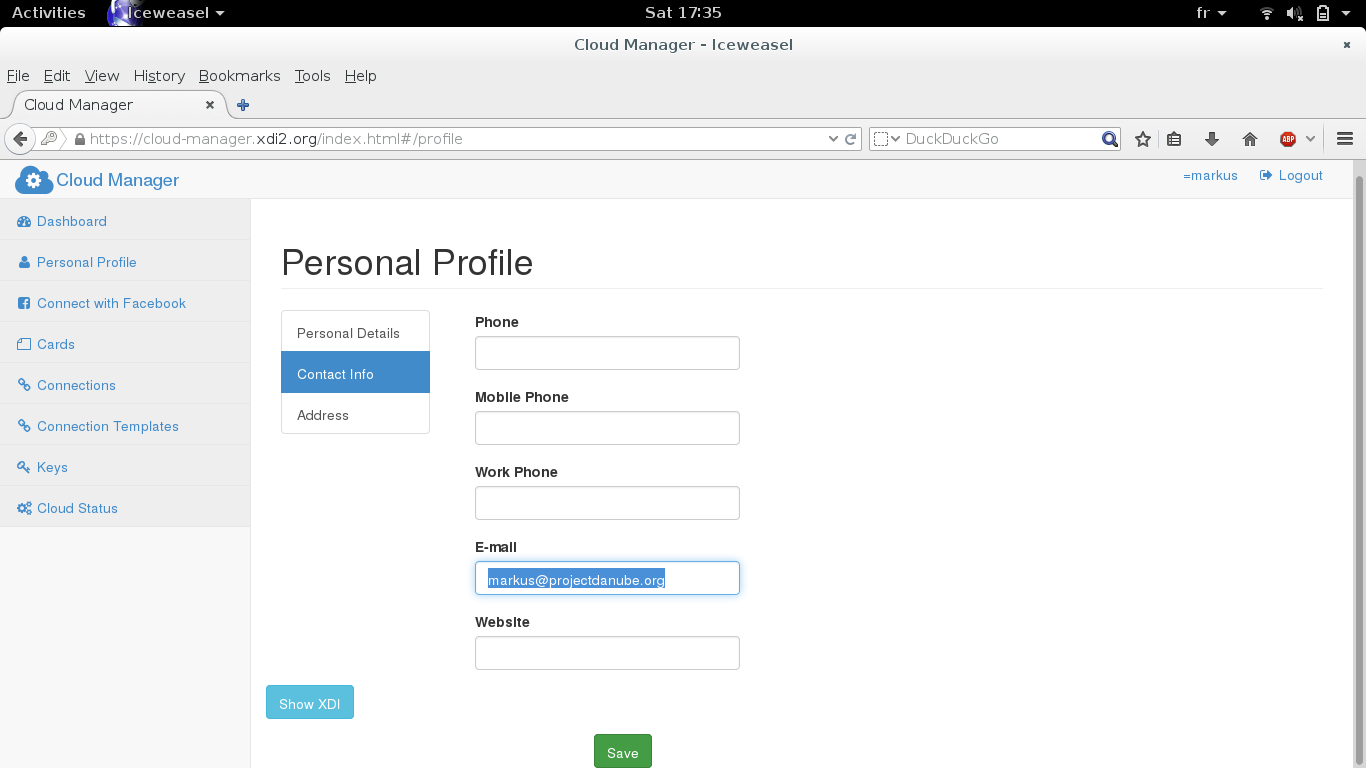 Activities Iceweasel Sat 17:35 fr
Cloud Manager - Iceweasel
File Edit View History Bookmarks Tools Help
Cloud Manager
https://cloud-manager.xdi2.org/index.html#/profile DuckDuckGo ABP
Cloud Manager =markus Logout
Dashboard
Personal Profile
Connect with Facebook
Cards
Connections
Connection Templates
Keys
Cloud Status
Personal Profile
Personal Details
Contact Info
Address
Phone
Mobile Phone
Work Phone
E-mail
markus@projectdanube.org
Website
Show XDI
Save